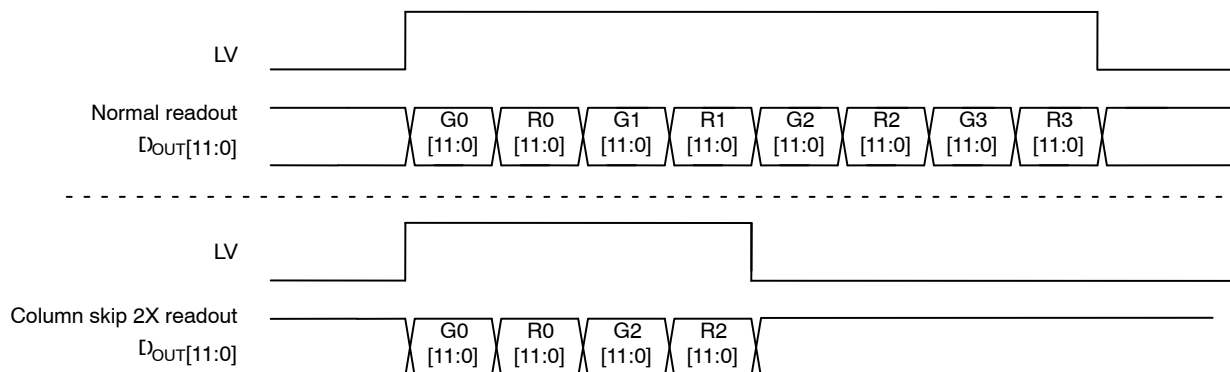 LV
Normal readout
DOUT[11:0]
G0 R0 G1 R1 G2 R2 G3 R3
[11:0] [11:0] [11:0] [11:0] [11:0] [11:0] [11:0] [11:0]
LV
Column skip 2X readout
DOUT[11:0]
G0 R0 G2 R2
[11:0] [11:0] [11:0] [11:0]